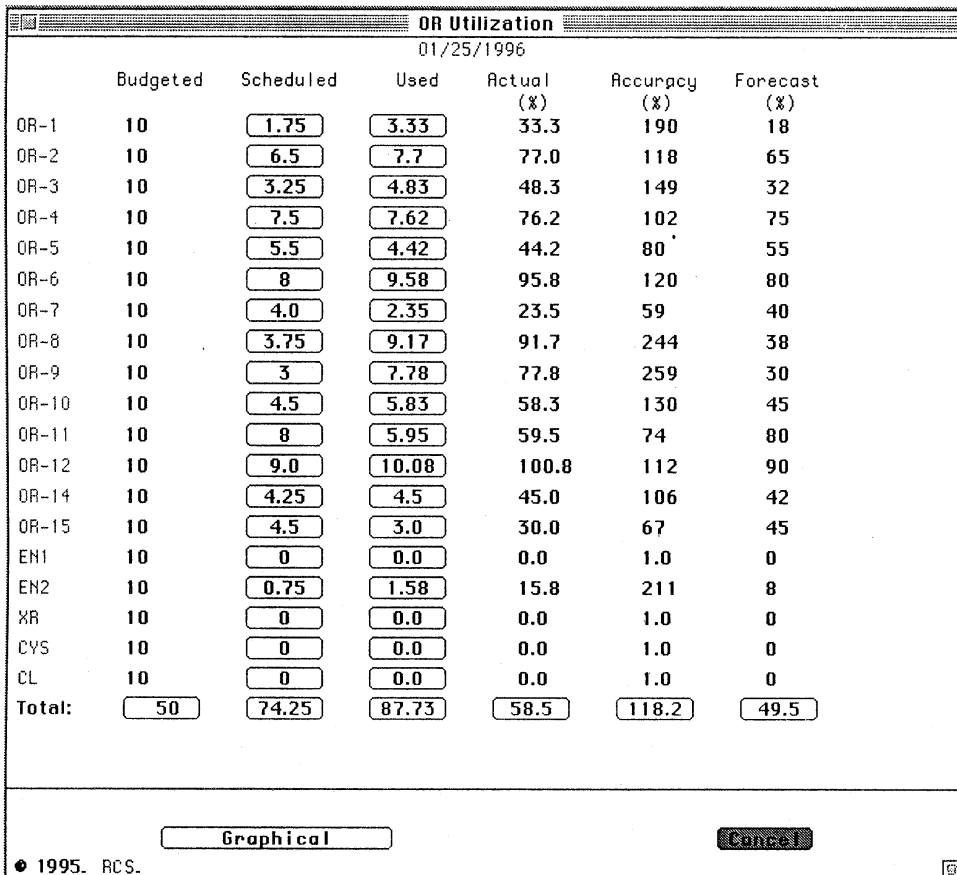 OR Utilization
01/25/1996
Budgeted Scheduled Used Actual (%) Accuracy (%) Forecast (%)
OR-1 10 1.75 3.33 33.3 190 18
OR-2 10 6.5 7.7 77.0 118 65
OR-3 10 3.25 4.83 48.3 149 32
OR-4 10 7.5 7.62 76.2 102 75
OR-5 10 5.5 4.42 44.2 80 55
OR-6 10 8 9.58 95.8 120 80
OR-7 10 4.0 2.35 23.5 59 40
OR-8 10 3.75 9.17 91.7 244 38
OR-9 10 3 7.78 77.8 259 30
OR-10 10 4.5 5.83 58.3 130 45
OR-11 10 8 5.95 59.5 74 80
OR-12 10 9.0 10.08 100.8 112 90
OR-14 10 4.25 4.5 45.0 106 42
OR-15 10 4.5 3.0 30.0 67 45
EN1 10 0 0.0 0.0 1.0 0
EN2 10 0.75 1.58 15.8 211 8
XR 10 0 0.0 0.0 1.0 0
CYS 10 0 0.0 0.0 1.0 0
CL 10 0 0.0 0.0 1.0 0
Total: 50 74.25 87.73 58.5 118.2 49.5
Graphical Cancel
1995. RCS.